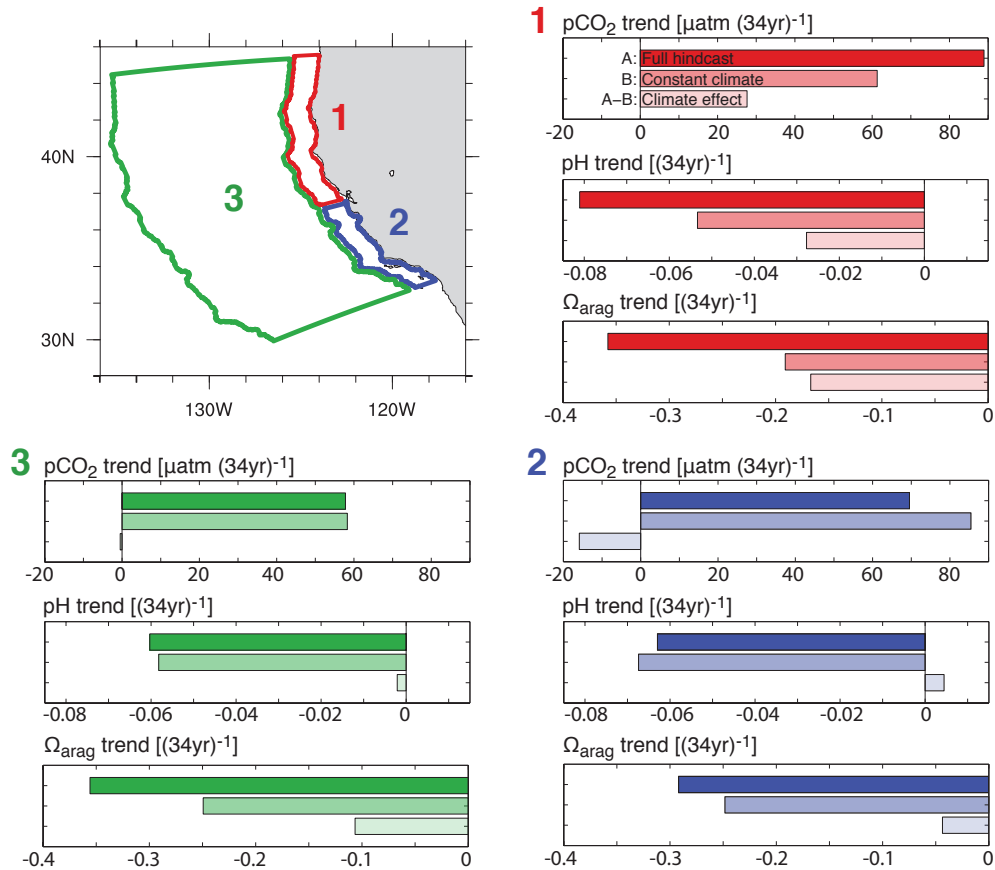 1
pCO₂ trend [µatm (34yr)⁻¹]
A: Full hindcast
B: Constant climate
A–B: Climate effect
-20 0 20 40 60 80
pH trend [(34yr)⁻¹]
-0.08 -0.06 -0.04 -0.02 0
Ωarag trend [(34yr)⁻¹]
-0.4 -0.3 -0.2 -0.1 0
1
2
3
40N
30N
130W 120W
3
pCO₂ trend [µatm (34yr)⁻¹]
-20 0 20 40 60 80
pH trend [(34yr)⁻¹]
-0.08 -0.06 -0.04 -0.02 0
Ωarag trend [(34yr)⁻¹]
-0.4 -0.3 -0.2 -0.1 0
2
pCO₂ trend [µatm (34yr)⁻¹]
-20 0 20 40 60 80
pH trend [(34yr)⁻¹]
-0.08 -0.06 -0.04 -0.02 0
Ωarag trend [(34yr)⁻¹]
-0.4 -0.3 -0.2 -0.1 0